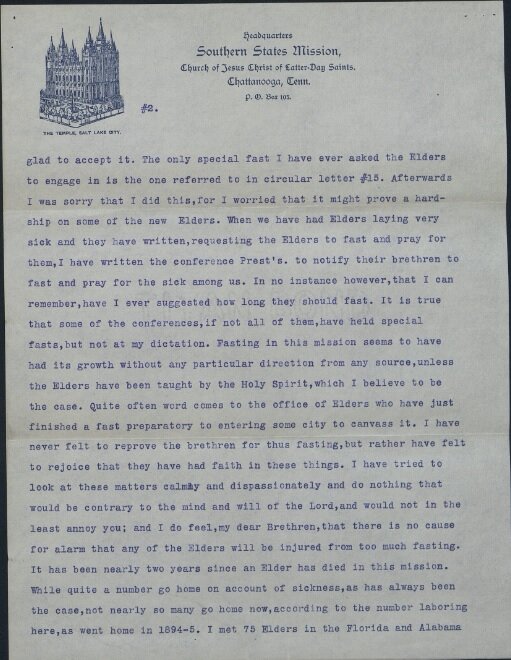 Headquarters
Southern States Mission,
Church of Jesus Christ of Latter-Day Saints.
Chattanooga, Tenn.
P. O. Box 103.
#2.
THE TEMPLE, SALT LAKE CITY.
glad to accept it. The only special fast I have ever asked the Elders
to engage in is the one referred to in circular letter #15. Afterwards
I was sorry that I did this,for I worried that it might prove a hard-
ship on some of the new Elders. When we have had Elders laying very
sick and they have written,requesting the Elders to fast and pray for
them,I have written the conference Prest's. to notify their brethren to
fast and pray for the sick among us. In no instance however,that I can
remember,have I ever suggested how long they should fast. It is true
that some of the conferences,if not all of them,have held special
fasts,but not at my dictation. Fasting in this mission seems to have
had its growth without any particular direction from any source,unless
the Elders have been taught by the Holy Spirit,which I believe to be
the case. Quite often word comes to the office of Elders who have just
finished a fast preparatory to entering some city to canvass it. I have
never felt to reprove the brethren for thus fasting,but rather have felt
to rejoice that they have had faith in these things. I have tried to
look at these matters calmly and dispassionately and do nothing that
would be contrary to the mind and will of the Lord,and would not in the
least annoy you; and I do feel,my dear Brethren,that there is no cause
for alarm that any of the Elders will be injured from too much fasting.
It has been nearly two years since an Elder has died in this mission.
While quite a number go home on account of sickness,as has always been
the case,not nearly so many go home now,according to the number laboring
here,as went home in 1894-5. I met 75 Elders in the Florida and Alabama